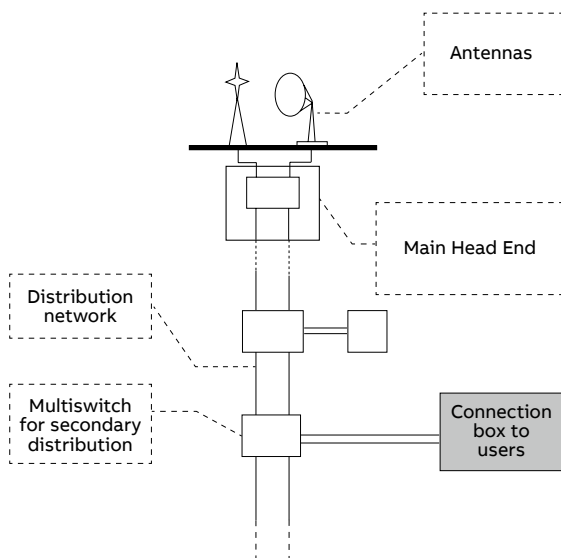 Antennas
Main Head End
Distribution
network
Multiswitch
for secondary
distribution
Connection
box to
users